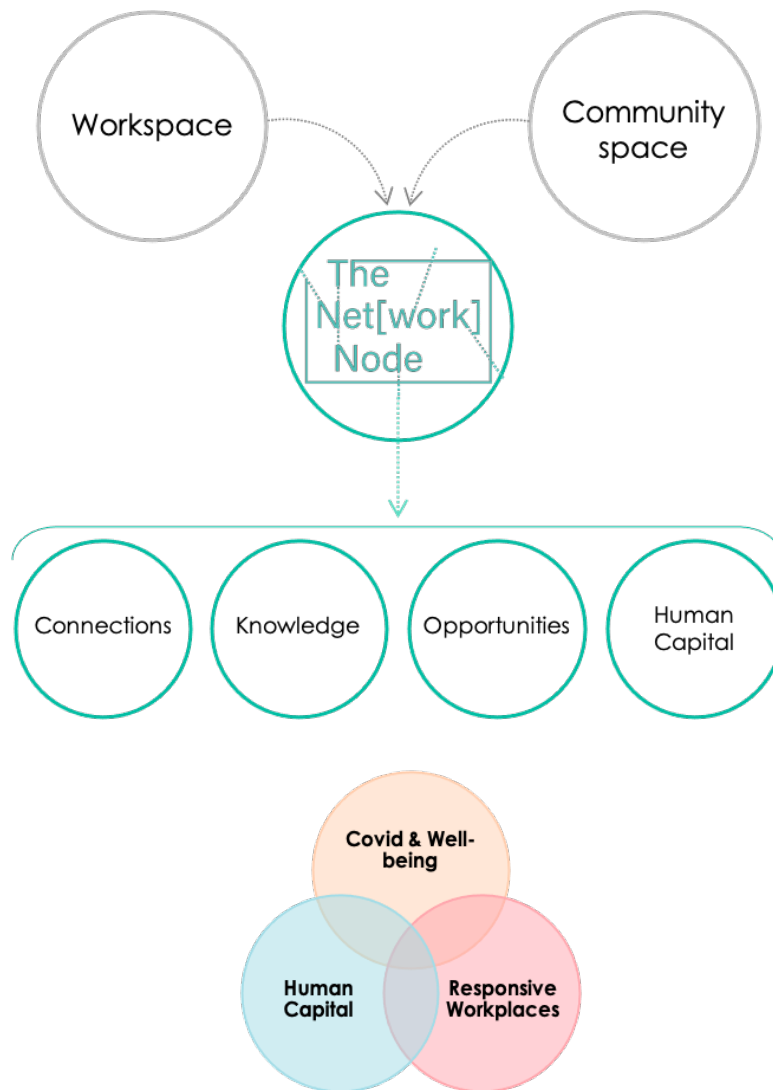 Workspace
Community
space
The
Net[work]
Node
Connections
Knowledge
Opportunities
Human
Capital
Covid & Well-
being
Human
Capital
Responsive
Workplaces